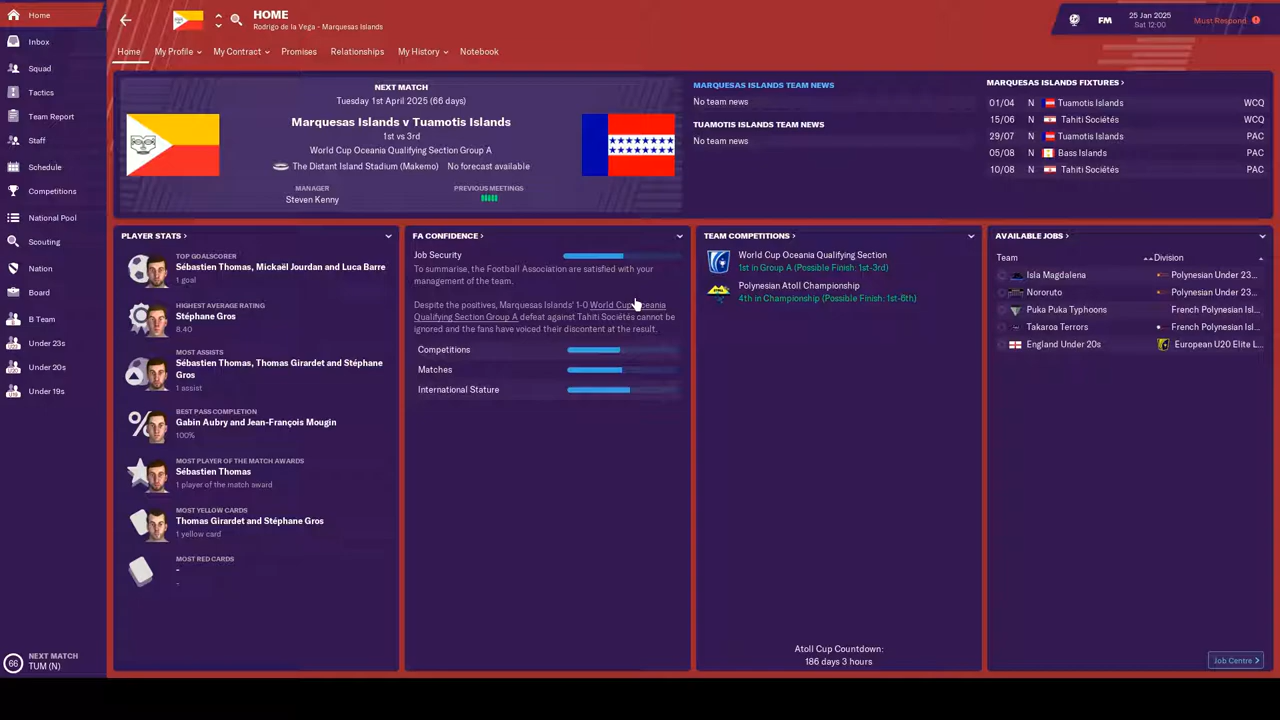 HOME
Rodrigo de la Vega - Marquesas Islands
FM
25 Jan 2025
Sat 12:00
Must Respond
Home
My Profile
My Contract
Promises
Relationships
My History
Notebook
Home
Inbox
Squad
Tactics
Team Report
Staff
Schedule
Competitions
National Pool
Scouting
Nation
Board
B Team
Under 23s
Under 20s
Under 19s
66
NEXT MATCH
TUM (N)
NEXT MATCH
Tuesday 1st April 2025 (66 days)
Marquesas Islands v Tuamotis Islands
1st vs 3rd
World Cup Oceania Qualifying Section Group A
The Distant Island Stadium (Makemo) No forecast available
MANAGER
Steven Kenny
PREVIOUS MEETINGS
MARQUESAS ISLANDS TEAM NEWS
No team news
TUAMOTIS ISLANDS TEAM NEWS
No team news
MARQUESAS ISLANDS FIXTURES >
01/04 N Tuamotis Islands WCQ
15/06 N Tahiti Sociétés WCQ
29/07 N Tuamotis Islands PAC
05/08 N Bass Islands PAC
10/08 N Tahiti Sociétés PAC
PLAYER STATS >
TOP GOALSCORER
Sébastien Thomas, Mickaël Jourdan and Luca Barre
1 goal
HIGHEST AVERAGE RATING
Stéphane Gros
8.40
MOST ASSISTS
Sébastien Thomas, Thomas Girardet and Stéphane
Gros
1 assist
BEST PASS COMPLETION
Gabin Aubry and Jean-François Mougin
100%
MOST PLAYER OF THE MATCH AWARDS
Sébastien Thomas
1 player of the match award
MOST YELLOW CARDS
Thomas Girardet and Stéphane Gros
1 yellow card
MOST RED CARDS
-
-
FA CONFIDENCE >
Job Security
To summarise, the Football Association are satisfied with your
management of the team.
Despite the positives, Marquesas Islands' 1-0 World Cup Oceania
Qualifying Section Group A defeat against Tahiti Sociétés cannot be
ignored and the fans have voiced their discontent at the result.
Competitions
Matches
International Stature
TEAM COMPETITIONS >
World Cup Oceania Qualifying Section
1st in Group A (Possible Finish: 1st-3rd)
Polynesian Atoll Championship
4th in Championship (Possible Finish: 1st-6th)
Atoll Cup Countdown:
186 days 3 hours
AVAILABLE JOBS >
Team Division
Isla Magdalena Polynesian Under 23...
Nororuto Polynesian Under 23...
Puka Puka Typhoons French Polynesian Isl...
Takaroa Terrors French Polynesian Isl...
England Under 20s European U20 Elite L...
Job Centre >